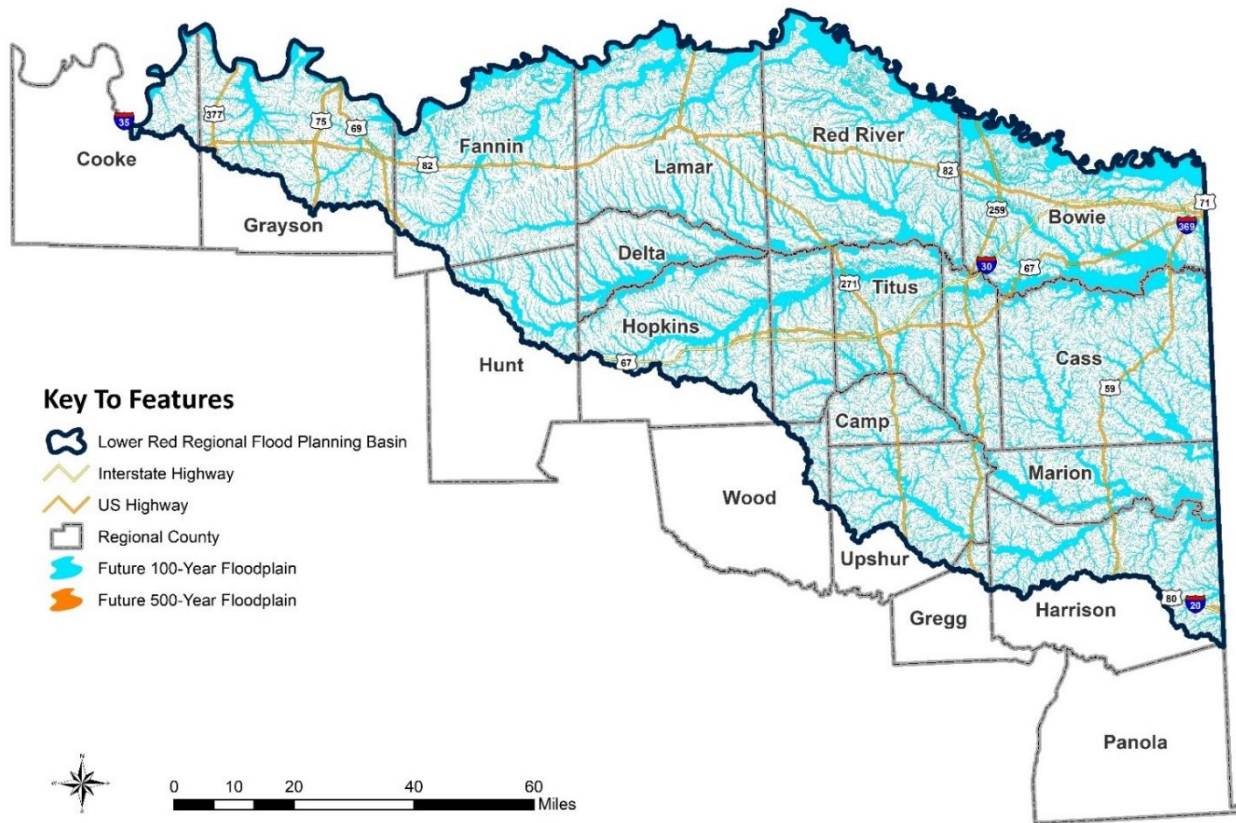 35
377
75
69
82
Cooke
Grayson
Fannin
Lamar
Red River
82
259
Bowie
71
369
30
67
Delta
271
Titus
Hopkins
Hunt
67
Cass
59
Camp
Marion
Wood
Upshur
Gregg
Harrison
80
20
Panola
Key To Features
Lower Red Regional Flood Planning Basin
Interstate Highway
US Highway
Regional County
Future 100-Year Floodplain
Future 500-Year Floodplain
N
0 10 20 40 60
Miles